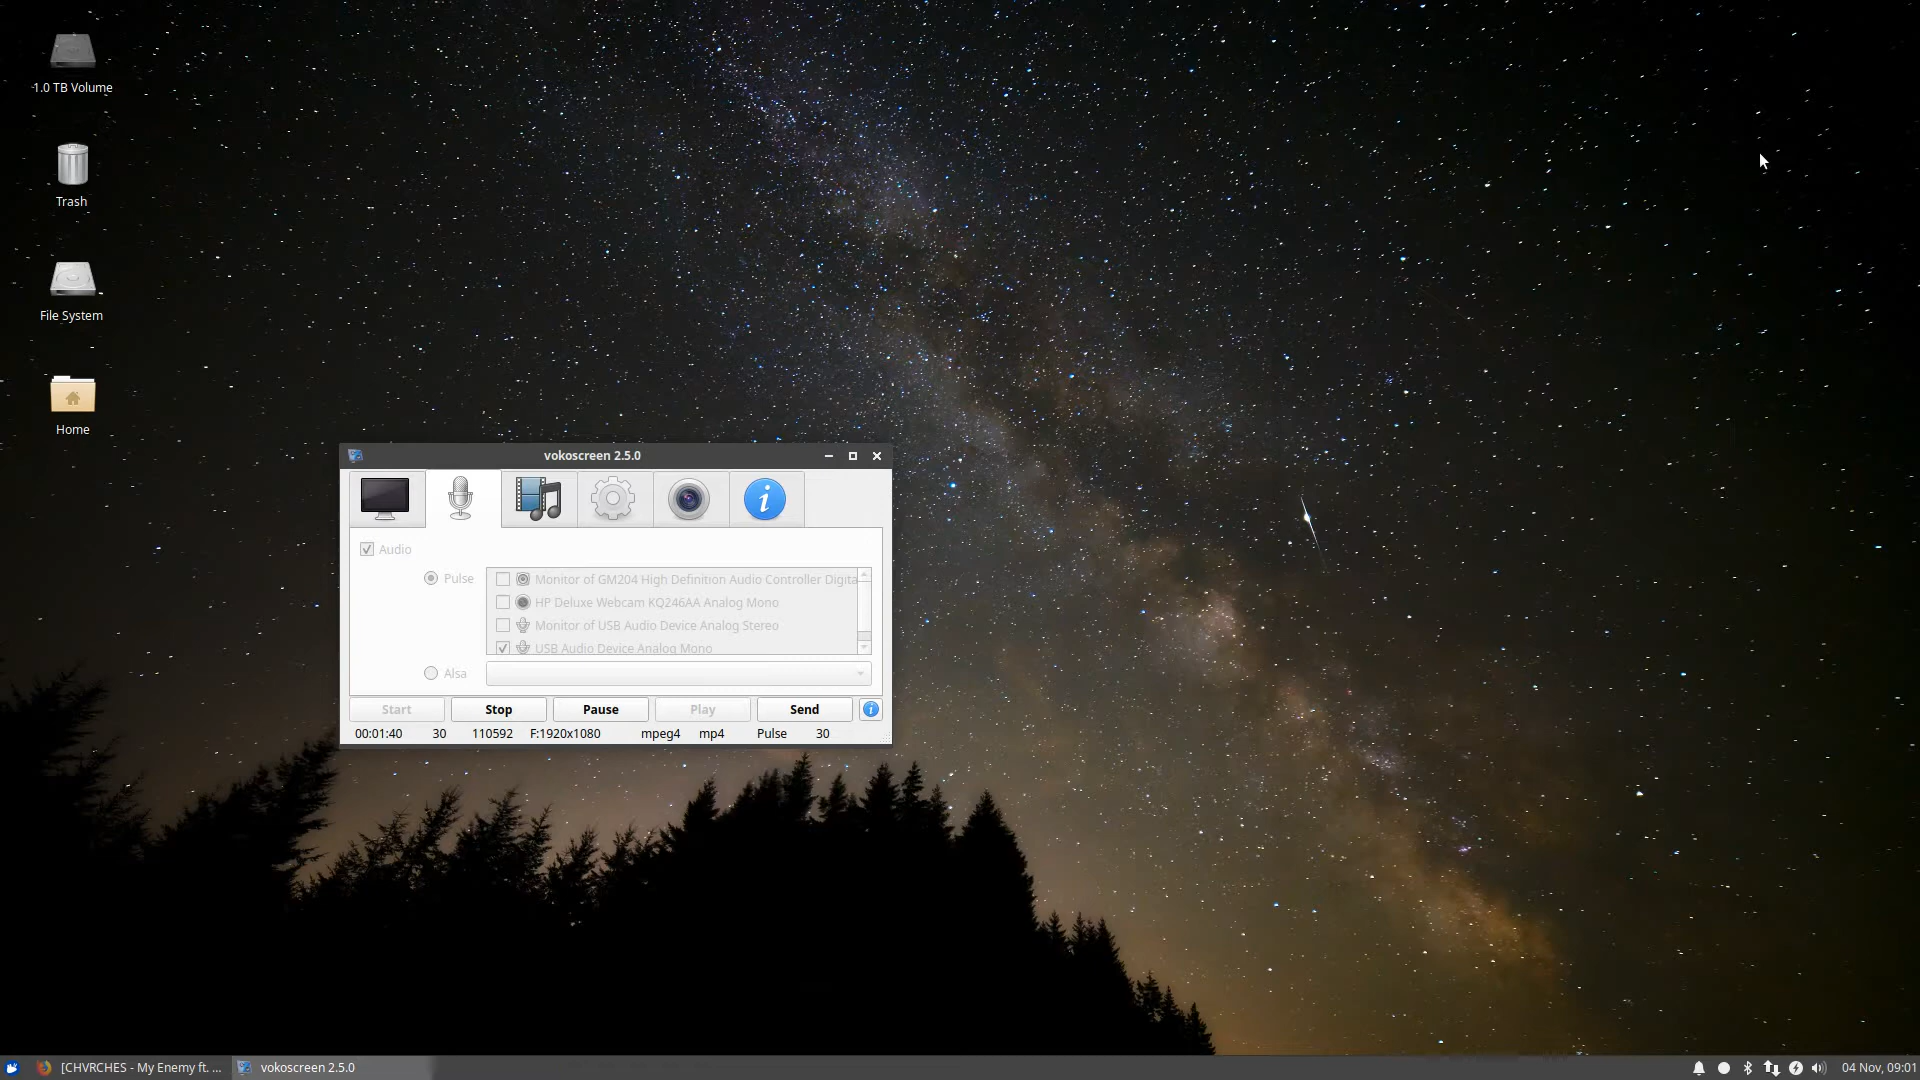 1.0 TB Volume
Trash
File System
Home
vokoscreen 2.5.0
Audio
Pulse
Monitor of GM204 High Definition Audio Controller Digita
HP Deluxe Webcam KQ246AA Analog Mono
Monitor of USB Audio Device Analog Stereo
USB Audio Device Analog Mono
Alsa
Start Stop Pause Play Send
00:01:40 30 110592 F:1920x1080 mpeg4 mp4 Pulse 30
[CHVRCHES - My Enemy ft. ... vokoscreen 2.5.0 04 Nov, 09:01